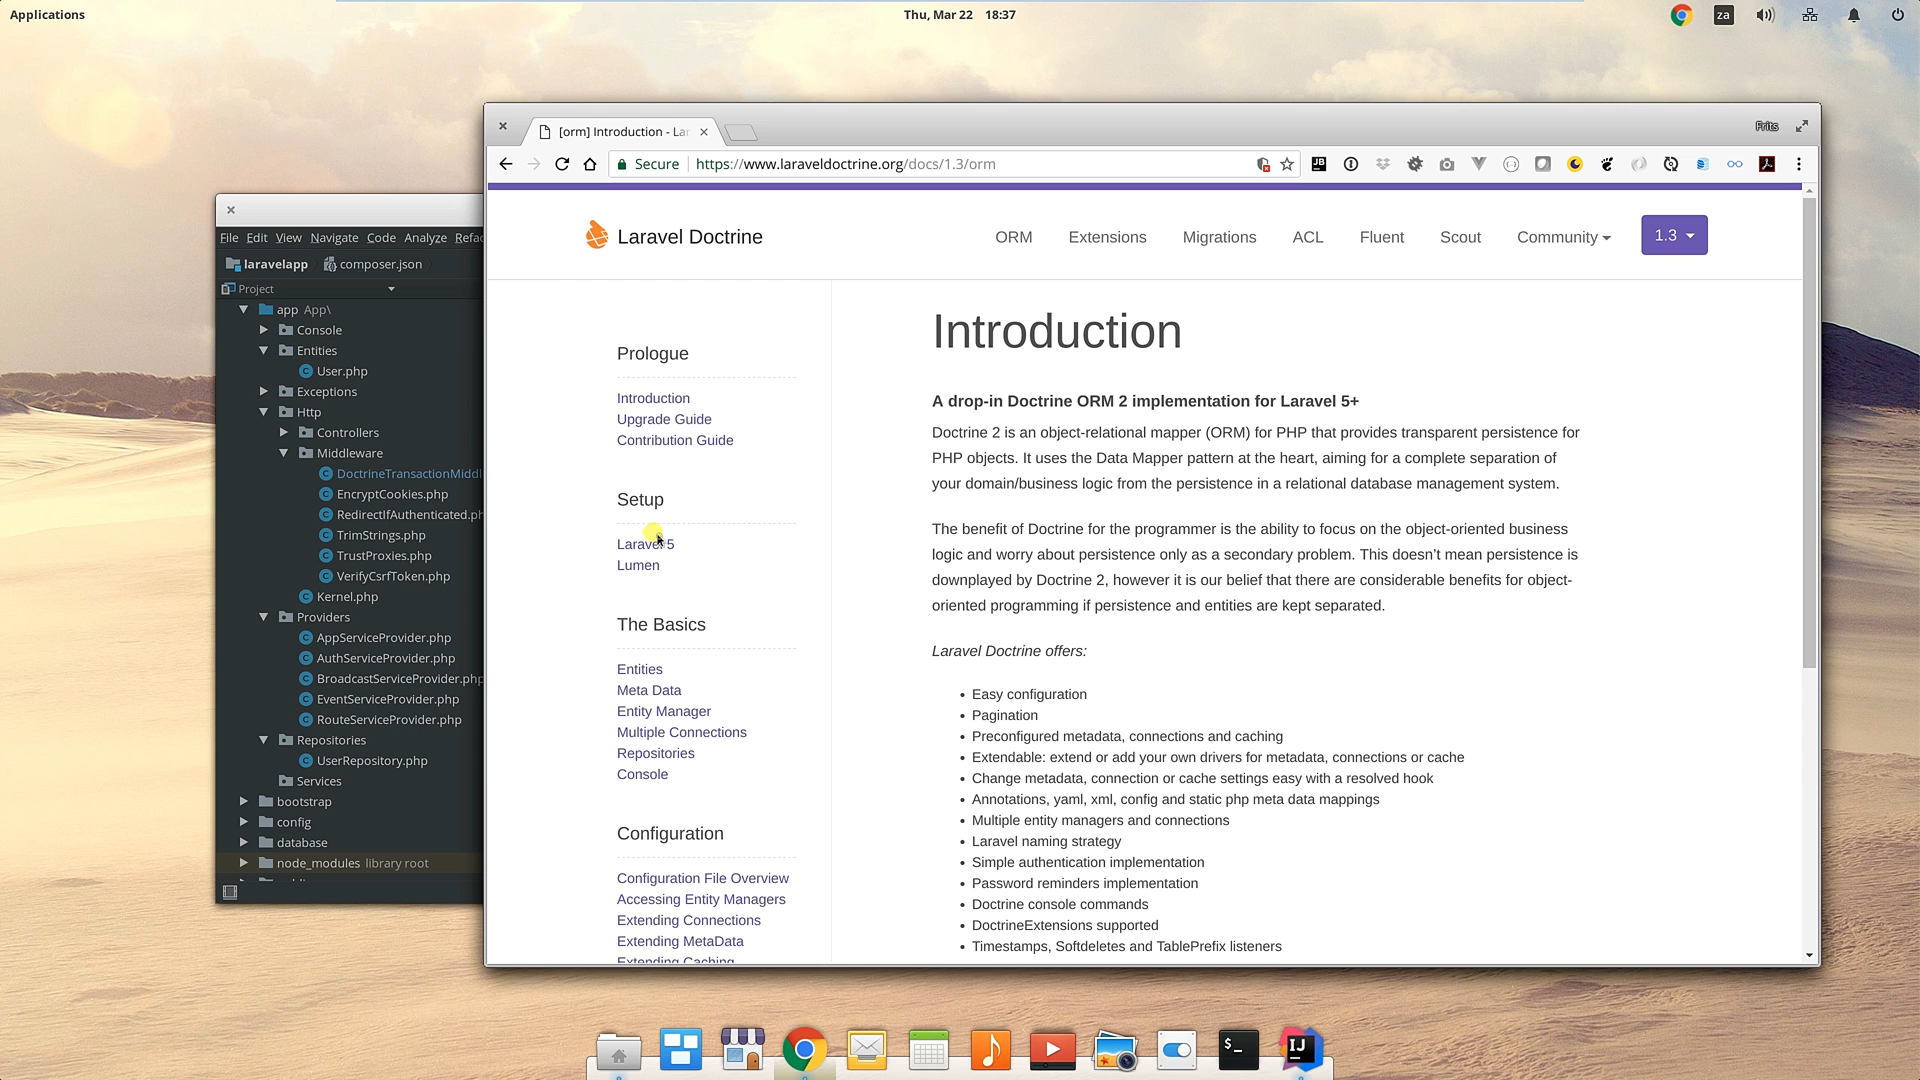 Applications
Thu, Mar 22 18:37
za
[orm] Introduction - La
Frits
Secure
https://www.laraveldoctrine.org/docs/1.3/orm
File Edit View Navigate Code Analyze Refac
laravelapp composer.json
Project
app App\
Console
Entities
User.php
Exceptions
Http
Controllers
Middleware
DoctrineTransactionMiddl
EncryptCookies.php
RedirectIfAuthenticated.ph
TrimStrings.php
TrustProxies.php
VerifyCsrfToken.php
Kernel.php
Providers
AppServiceProvider.php
AuthServiceProvider.php
BroadcastServiceProvider.php
EventServiceProvider.php
RouteServiceProvider.php
Repositories
UserRepository.php
Services
bootstrap
config
database
node_modules library root
Laravel Doctrine
ORM Extensions Migrations ACL Fluent Scout Community 1.3
Prologue
Introduction
Upgrade Guide
Contribution Guide
Setup
Laravel 5
Lumen
The Basics
Entities
Meta Data
Entity Manager
Multiple Connections
Repositories
Console
Configuration
Configuration File Overview
Accessing Entity Managers
Extending Connections
Extending MetaData
Extending Caching
Introduction
A drop-in Doctrine ORM 2 implementation for Laravel 5+
Doctrine 2 is an object-relational mapper (ORM) for PHP that provides transparent persistence for
PHP objects. It uses the Data Mapper pattern at the heart, aiming for a complete separation of
your domain/business logic from the persistence in a relational database management system.
The benefit of Doctrine for the programmer is the ability to focus on the object-oriented business
logic and worry about persistence only as a secondary problem. This doesn’t mean persistence is
downplayed by Doctrine 2, however it is our belief that there are considerable benefits for object-
oriented programming if persistence and entities are kept separated.
Laravel Doctrine offers:
• Easy configuration
• Pagination
• Preconfigured metadata, connections and caching
• Extendable: extend or add your own drivers for metadata, connections or cache
• Change metadata, connection or cache settings easy with a resolved hook
• Annotations, yaml, xml, config and static php meta data mappings
• Multiple entity managers and connections
• Laravel naming strategy
• Simple authentication implementation
• Password reminders implementation
• Doctrine console commands
• DoctrineExtensions supported
• Timestamps, Softdeletes and TablePrefix listeners
JB
$_
IJ